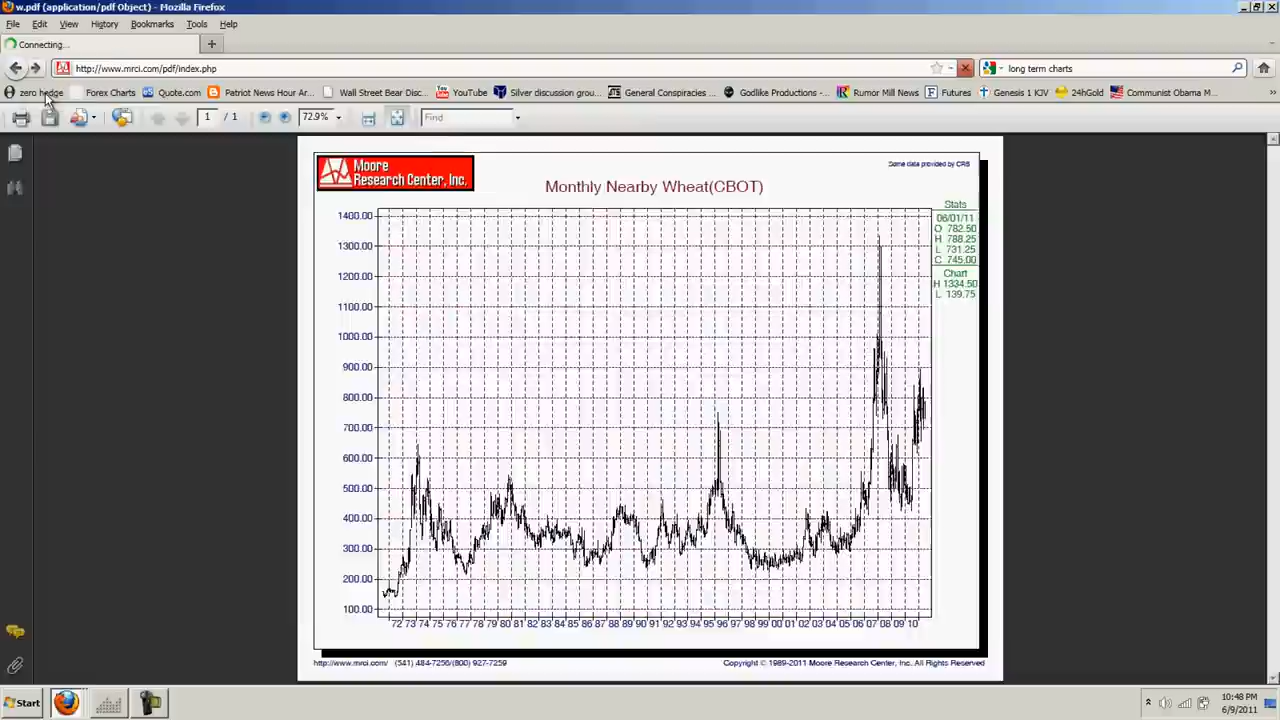 w.pdf (application/pdf Object) - Mozilla Firefox
File Edit View History Bookmarks Tools Help
Connecting...
http://www.mrci.com/pdf/index.php
long term charts
zero hedge Forex Charts Quote.com Patriot News Hour Ar... Wall Street Bear Disc... YouTube Silver discussion grou... General Conspiracies ... Godlike Productions - ... Rumor Mill News Futures Genesis 1 KJV 24hGold Communist Obama M...
1 / 1 72.9% Find
Moore
Research Center, Inc.
Some data provided by CRB
Monthly Nearby Wheat(CBOT)
Stats
06/01/11
O 782.50
H 788.25
L 731.25
C 745.00
Chart
H 1334.50
L 139.75
1400.00
1300.00
1200.00
1100.00
1000.00
900.00
800.00
700.00
600.00
500.00
400.00
300.00
200.00
100.00
72 73 74 75 76 77 78 79 80 81 82 83 84 85 86 87 88 89 90 91 92 93 94 95 96 97 98 99 00 01 02 03 04 05 06 07 08 09 10
http://www.mrci.com/ (541) 484-7256/(800) 927-7259
Copyright © 1989-2011 Moore Research Center, Inc. All Rights Reserved
Start
10:48 PM
6/9/2011